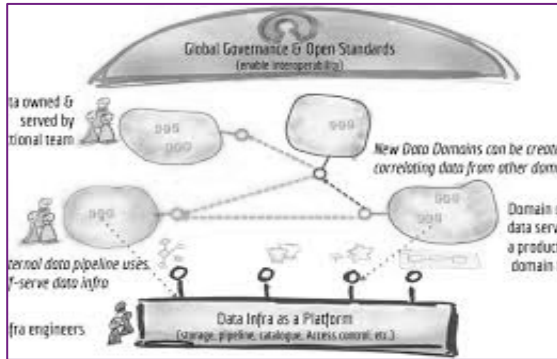 Global Governance & Open Standards
(enable interoperability)
ta owned &
served by
tional team
New Data Domains can be create
correlating data from other doma
Domain
data serv
a produc
domain
ternal data pipeline uses
f-serve data infra
Data Infra as a Platform
(storage, pipeline, catalogue, Access control, etc.)
fra engineers